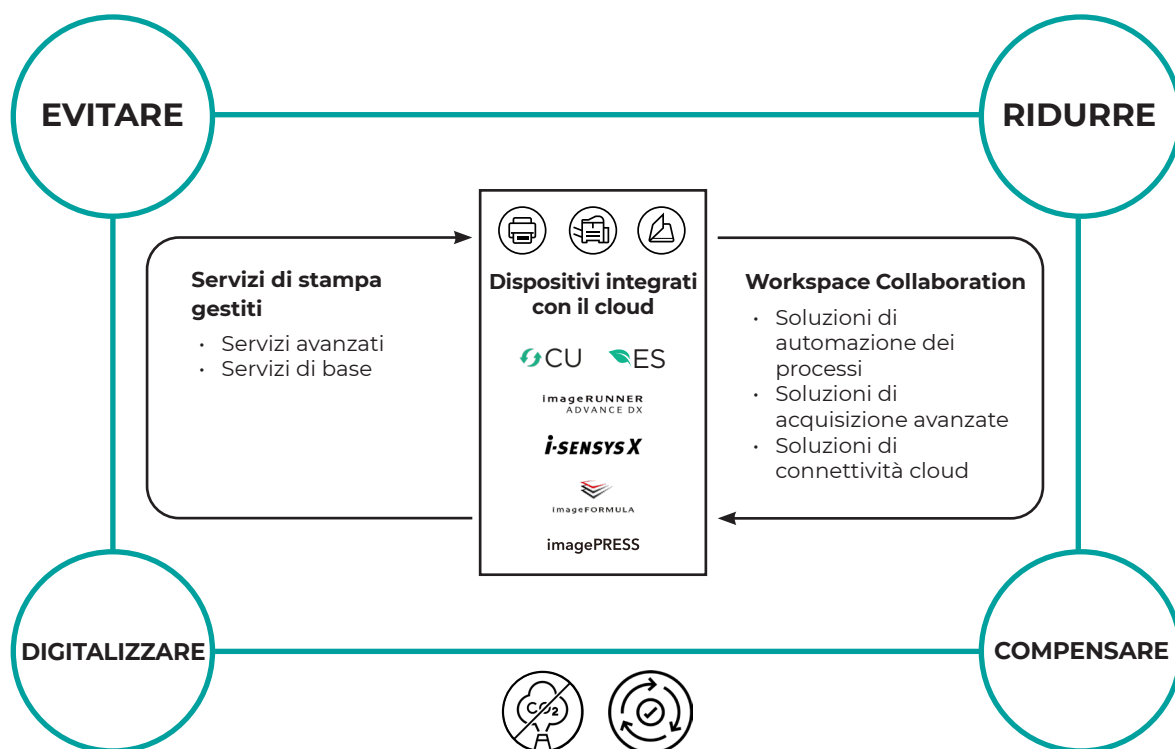 EVITARE
RIDURRE
Servizi di stampa
gestiti
· Servizi avanzati
· Servizi di base
Dispositivi integrati
con il cloud
CU
ES
imageRUNNER
ADVANCE DX
i-SENSYS X
imageFORMULA
imagePRESS
Workspace Collaboration
· Soluzioni di
automazione dei
processi
· Soluzioni di
acquisizione avanzate
· Soluzioni di
connettività cloud
DIGITALIZZARE
COMPENSARE
CO2